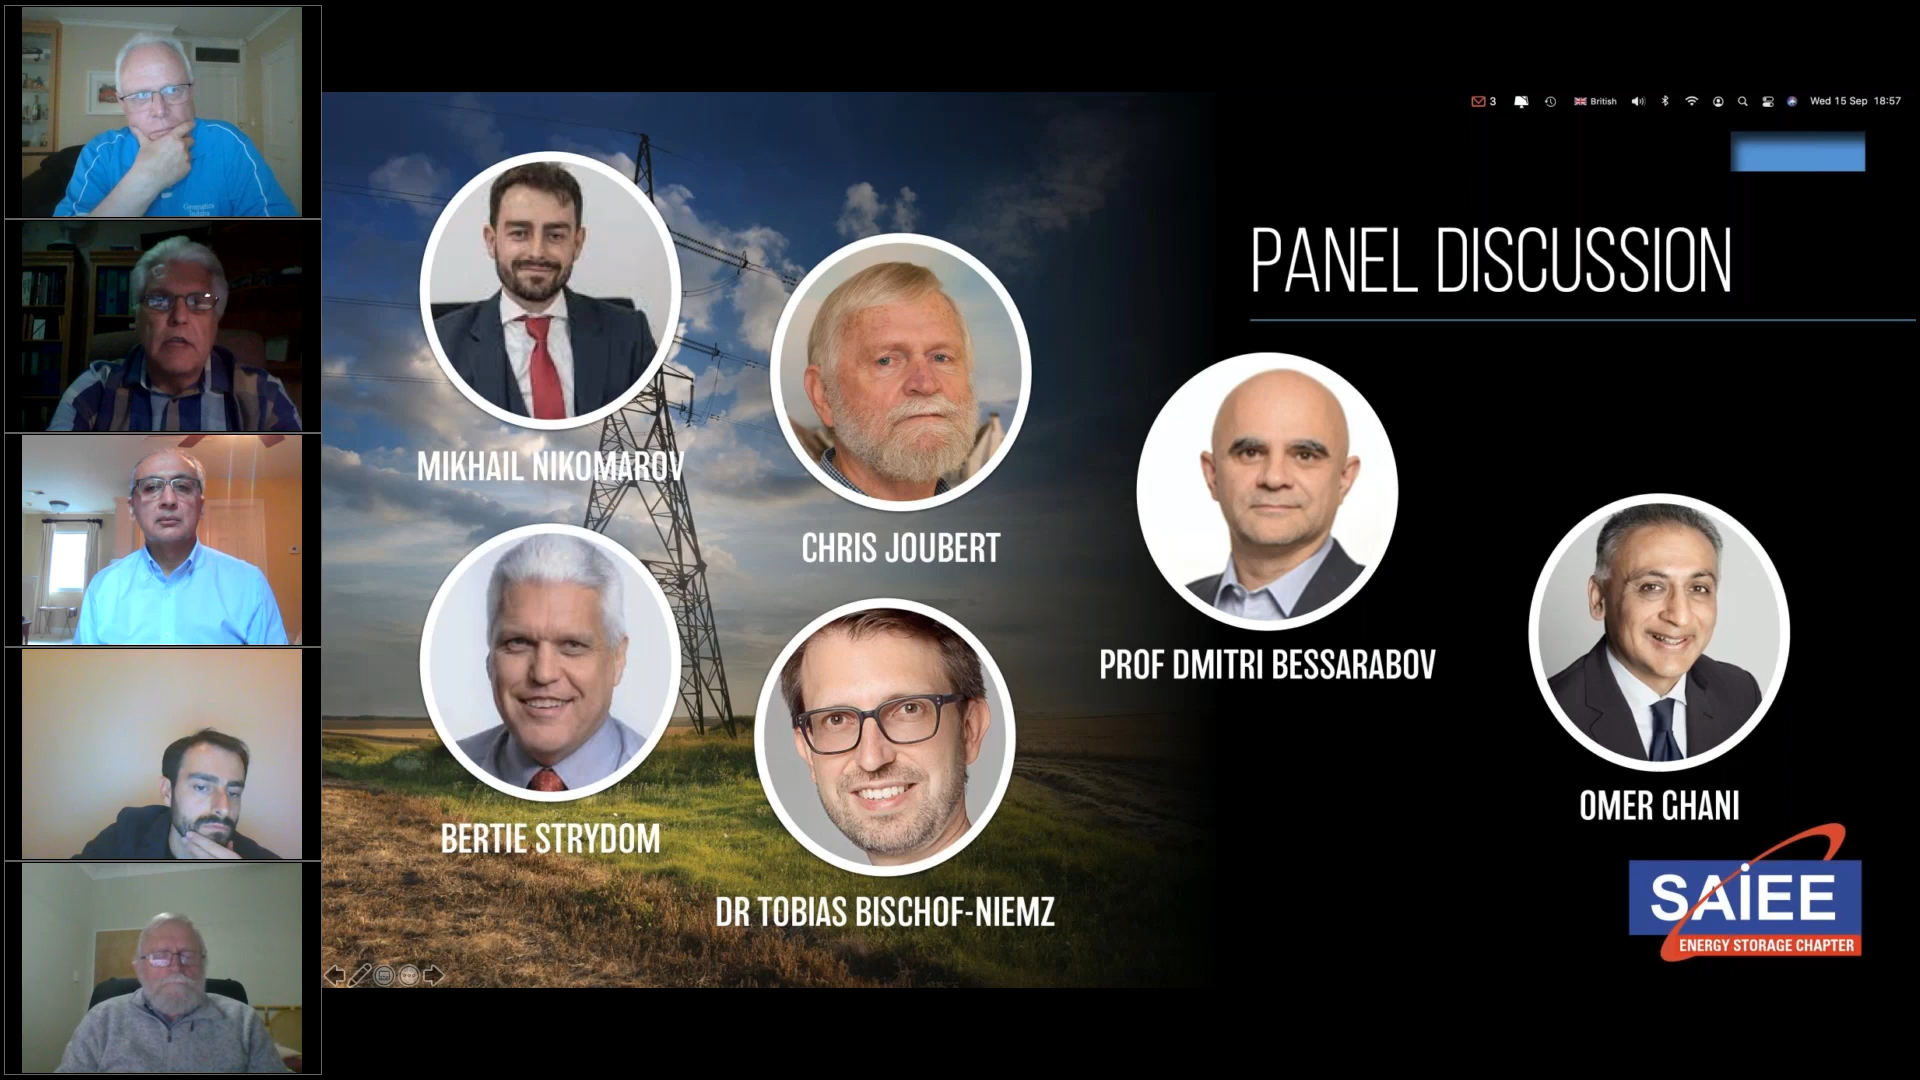 3
British
Wed 15 Sep 18:57
PANEL DISCUSSION
MIKHAIL NIKOMAROV
CHRIS JOUBERT
PROF DMITRI BESSARABOV
OMER GHANI
BERTIE STRYDOM
DR TOBIAS BISCHOF-NIEMZ
SAiEE
ENERGY STORAGE CHAPTER